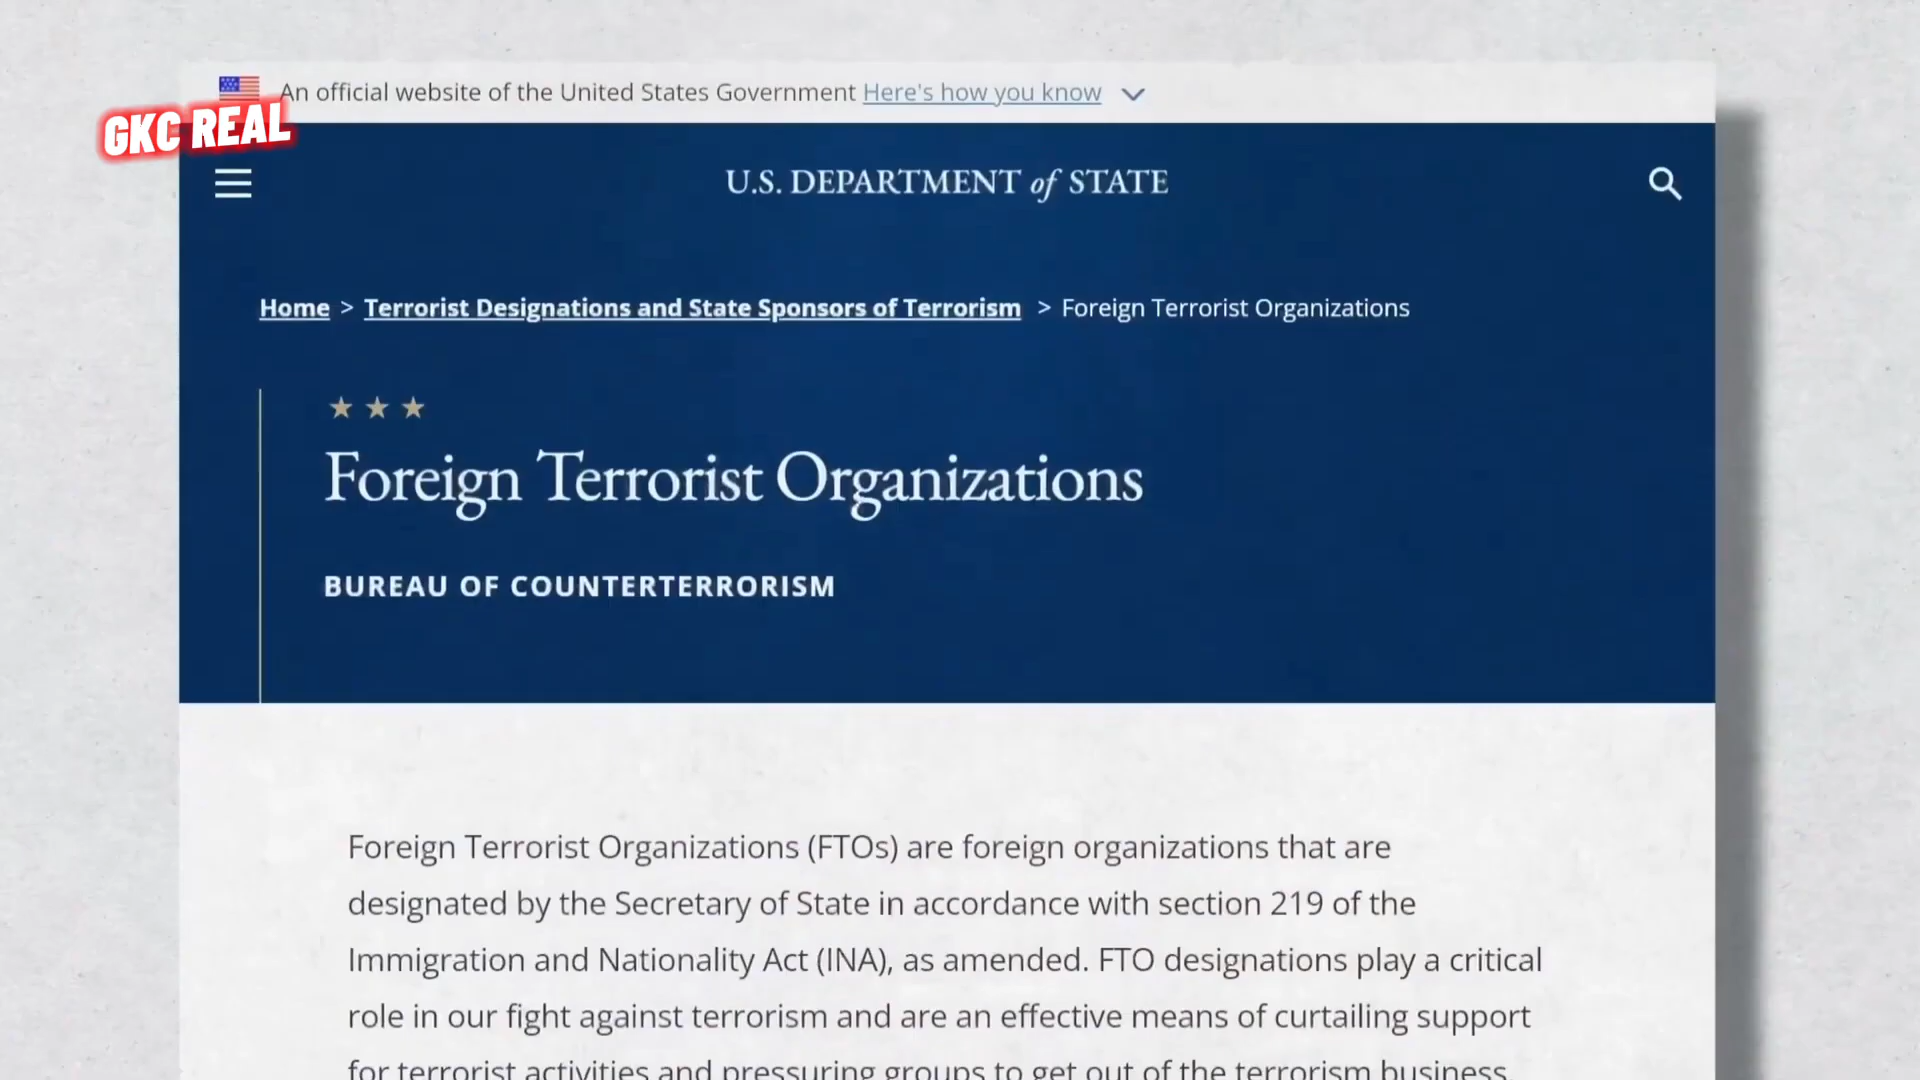 An official website of the United States Government Here's how you know
GKC REAL
U.S. DEPARTMENT of STATE
Home > Terrorist Designations and State Sponsors of Terrorism > Foreign Terrorist Organizations
Foreign Terrorist Organizations
BUREAU OF COUNTERTERRORISM
Foreign Terrorist Organizations (FTOs) are foreign organizations that are
designated by the Secretary of State in accordance with section 219 of the
Immigration and Nationality Act (INA), as amended. FTO designations play a critical
role in our fight against terrorism and are an effective means of curtailing support
for terrorist activities and pressuring groups to get out of the terrorism business.